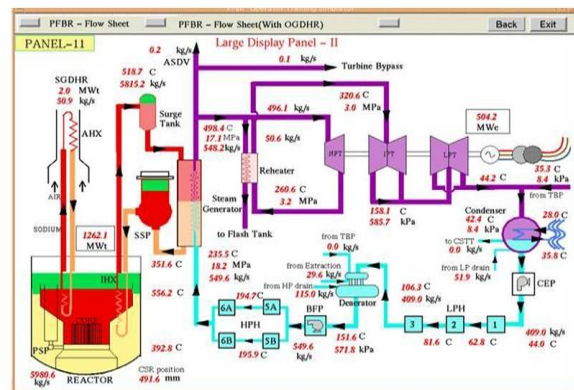 PFBR - Flow Sheet
PFBR - Flow Sheet(With OGDHR)
Back
Exit
PANEL-11
Large Display Panel - II
0.2 kg/s
ASDV
0.1 kg/s
Turbine Bypass
SGDHR
2.0 MWt
50.9 kg/s
AHX
AIR
SODIUM
518.7 C
5815.2 kg/s
Surge Tank
498.4 C
17.1 MPa
548.2 kg/s
496.1 kg/s
50.6 kg/s
320.6 C
3.0 MPa
HPT
IPT
LPT
504.2 MWe
35.3 C
8.4 kPa
from TBP
44.2 C
Reheater
260.6 C
3.2 MPa
Steam Generator
to Flash Tank
158.1 C
585.7 kPa
Condenser
42.4 C
8.4 kPa
28.0 C
35.8 C
to CSTT
0.0 kg/s
from LP drain
51.9 kg/s
CEP
1262.1 MWt
SSP
351.6 C
235.5 C
18.2 MPa
549.6 kg/s
from TBP
0.0 kg/s
from Extraction
29.6 kg/s
from HP drain
115.0 kg/s
Deaerator
106.3 C
409.0 kg/s
IHX
556.2 C
194.7 C
6A
5A
HPH
6B
5B
195.9 C
BFP
549.6 kg/s
151.6 C
571.8 kPa
LPH
3
2
1
81.6 C
62.8 C
409.0 kg/s
44.0 C
PSP
392.8 C
5980.6 kg/s
REACTOR
CSR position
491.6 mm